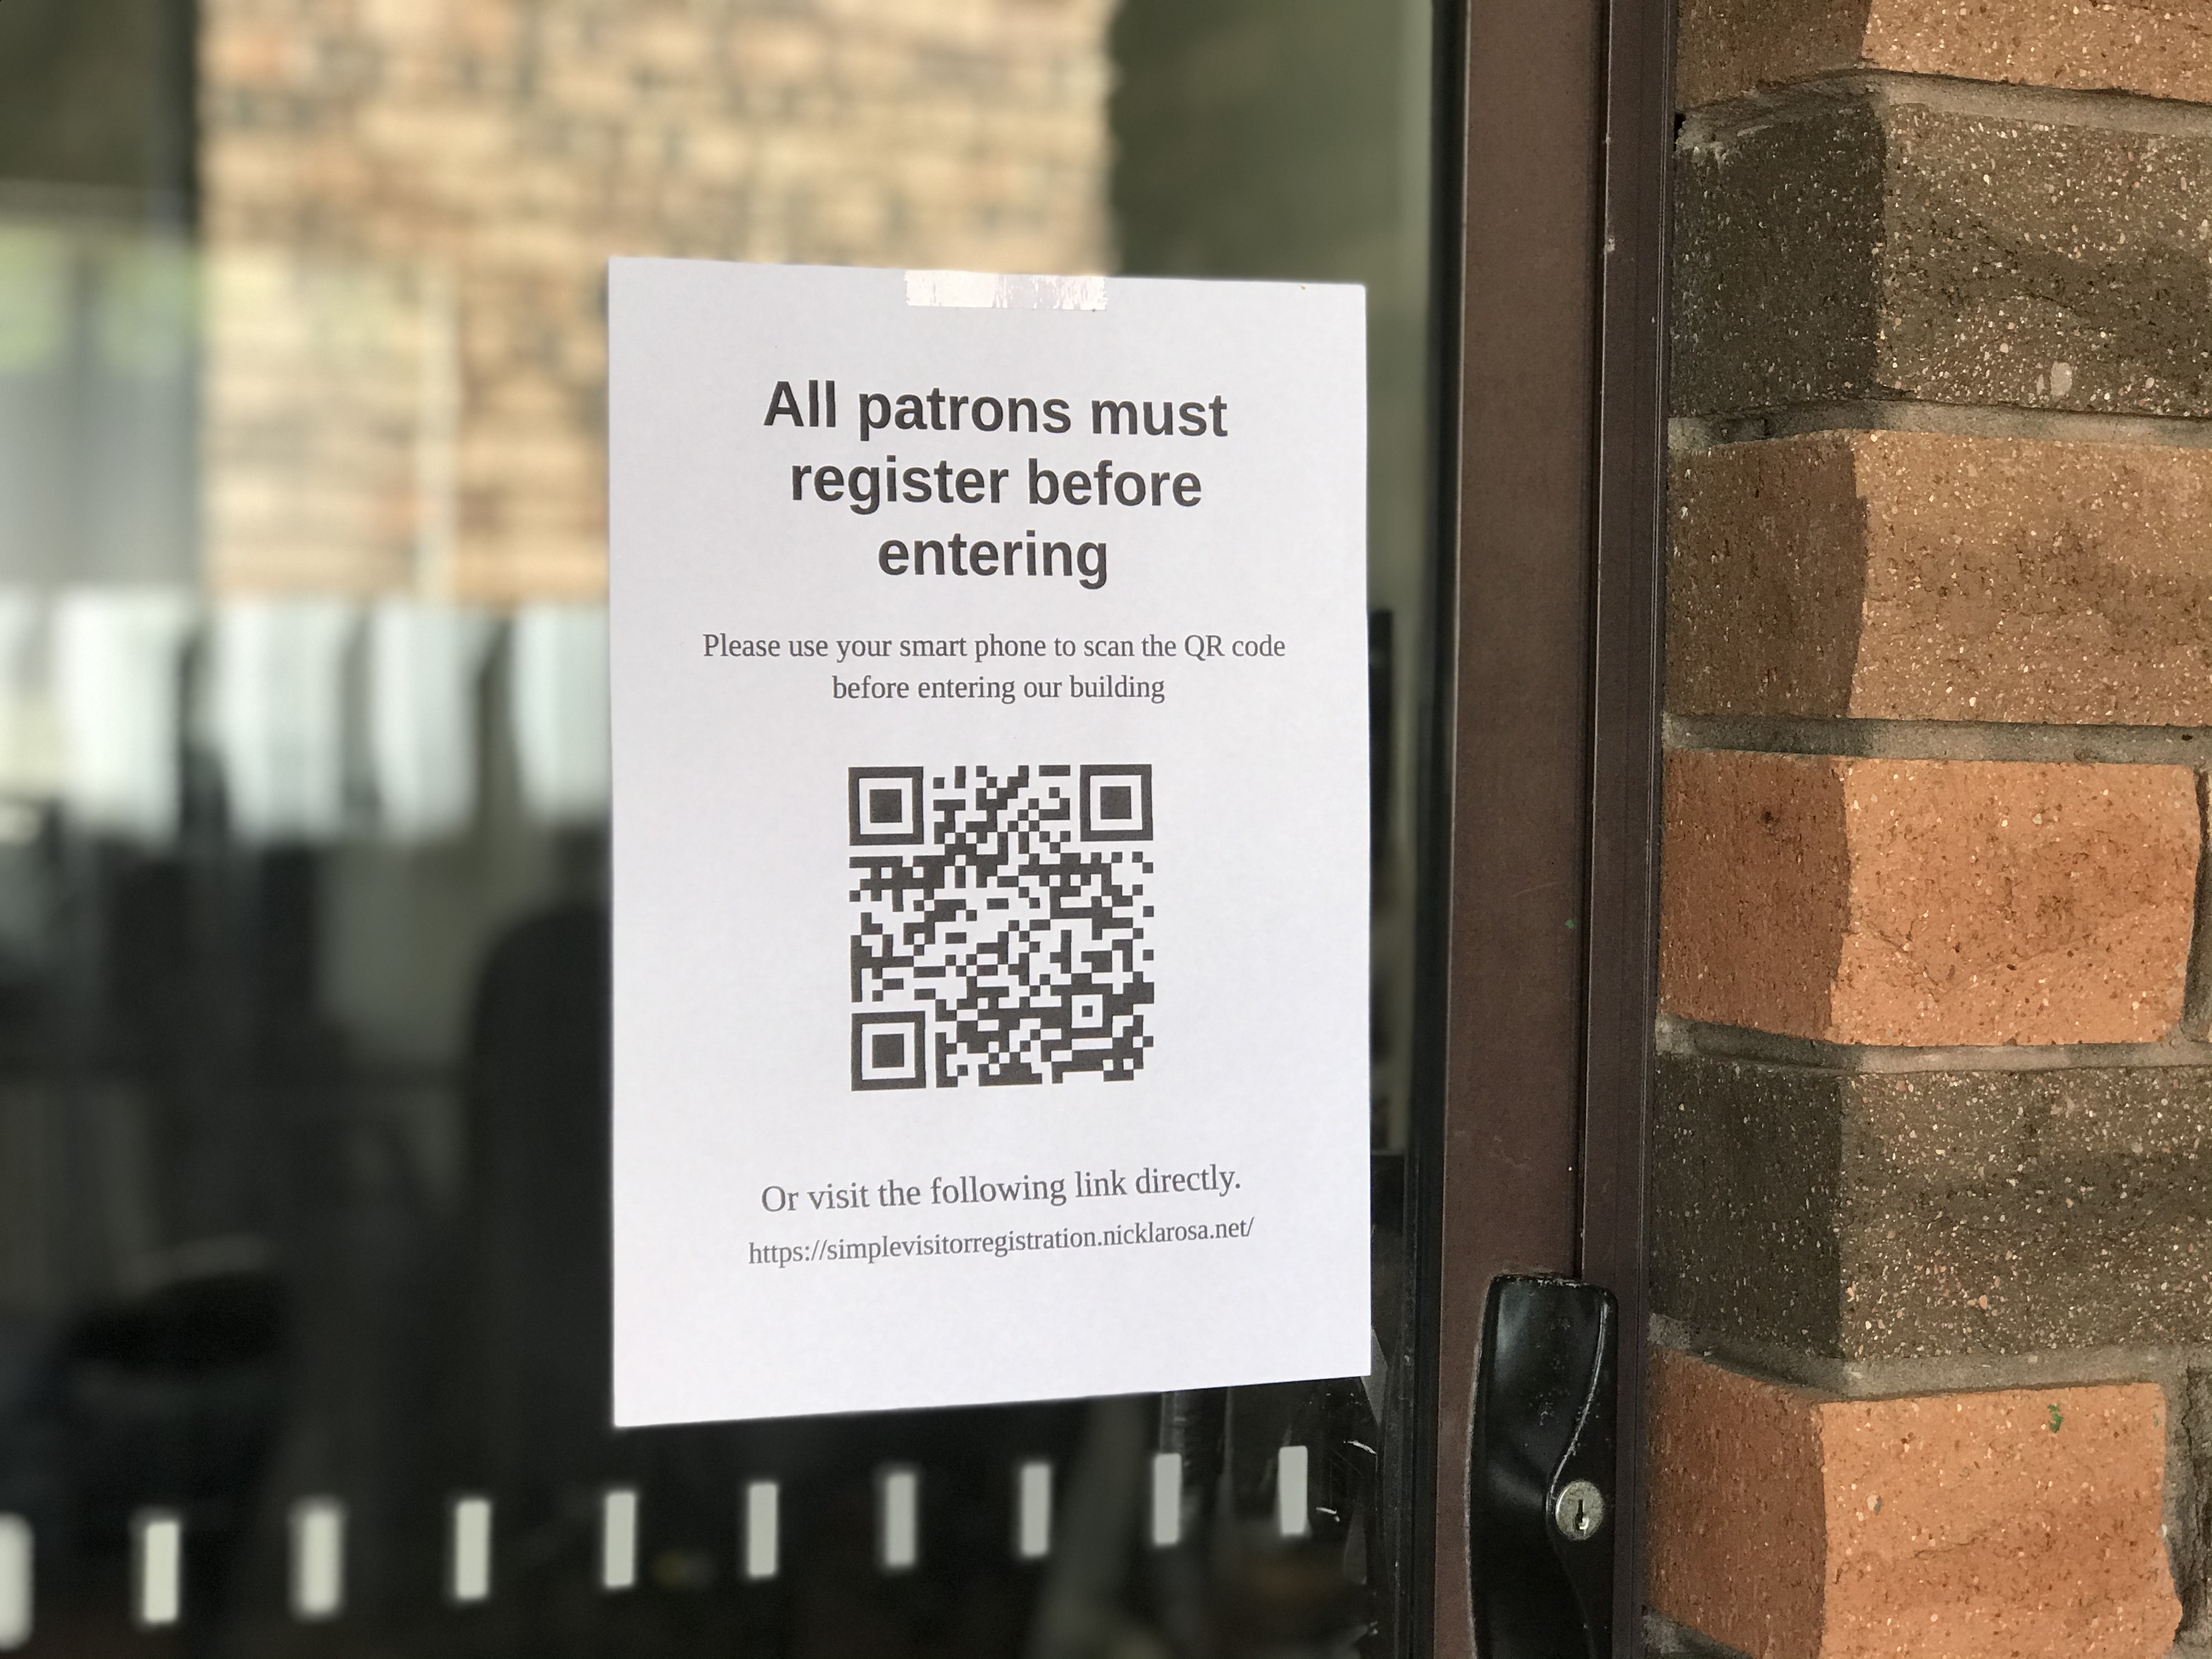 All patrons must
register before
entering
Please use your smart phone to scan the QR code
before entering our building
Or visit the following link directly.
https://simplevisitorregistration.nicklarosa.net/